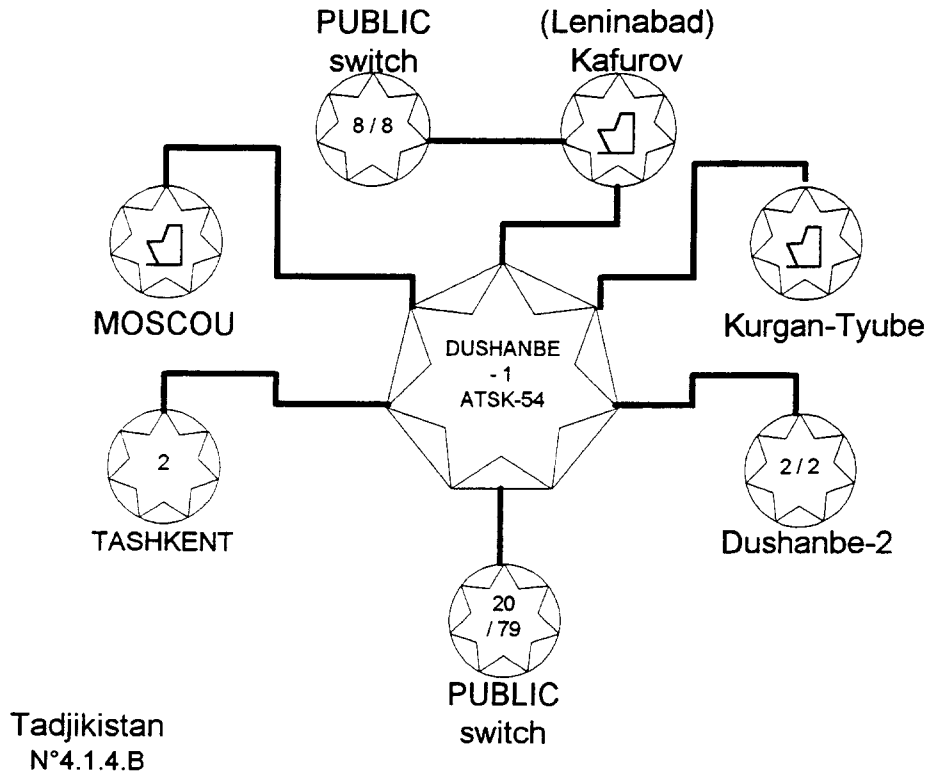 PUBLIC
switch
(Leninabad)
Kafurov
8 / 8
MOSCOU
Kurgan-Tyube
DUSHANBE
- 1
ATSK-54
2
TASHKENT
2 / 2
Dushanbe-2
20
/ 79
PUBLIC
switch
Tadjikistan
N°4.1.4.B